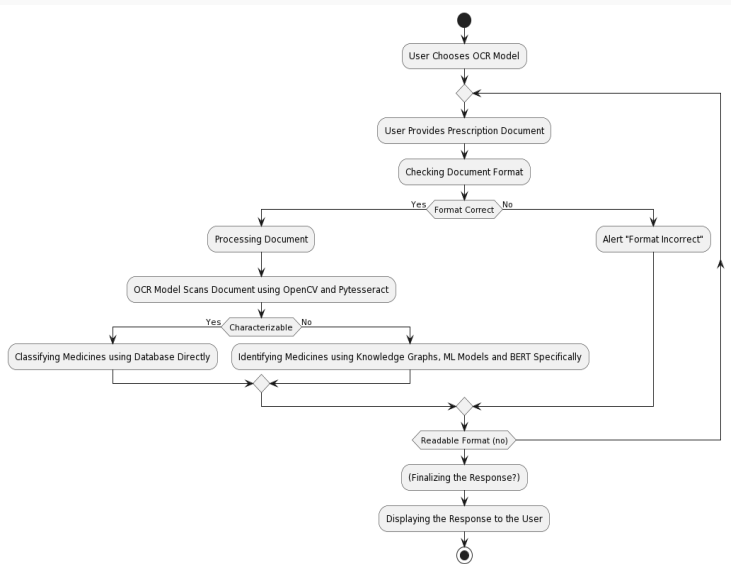 User Chooses OCR Model
User Provides Prescription Document
Checking Document Format
Yes
Format Correct
No
Processing Document
Alert "Format Incorrect"
OCR Model Scans Document using OpenCV and Pytesseract
Yes
Characterizable
No
Classifying Medicines using Database Directly
Identifying Medicines using Knowledge Graphs, ML Models and BERT Specifically
Readable Format (no)
(Finalizing the Response?)
Displaying the Response to the User